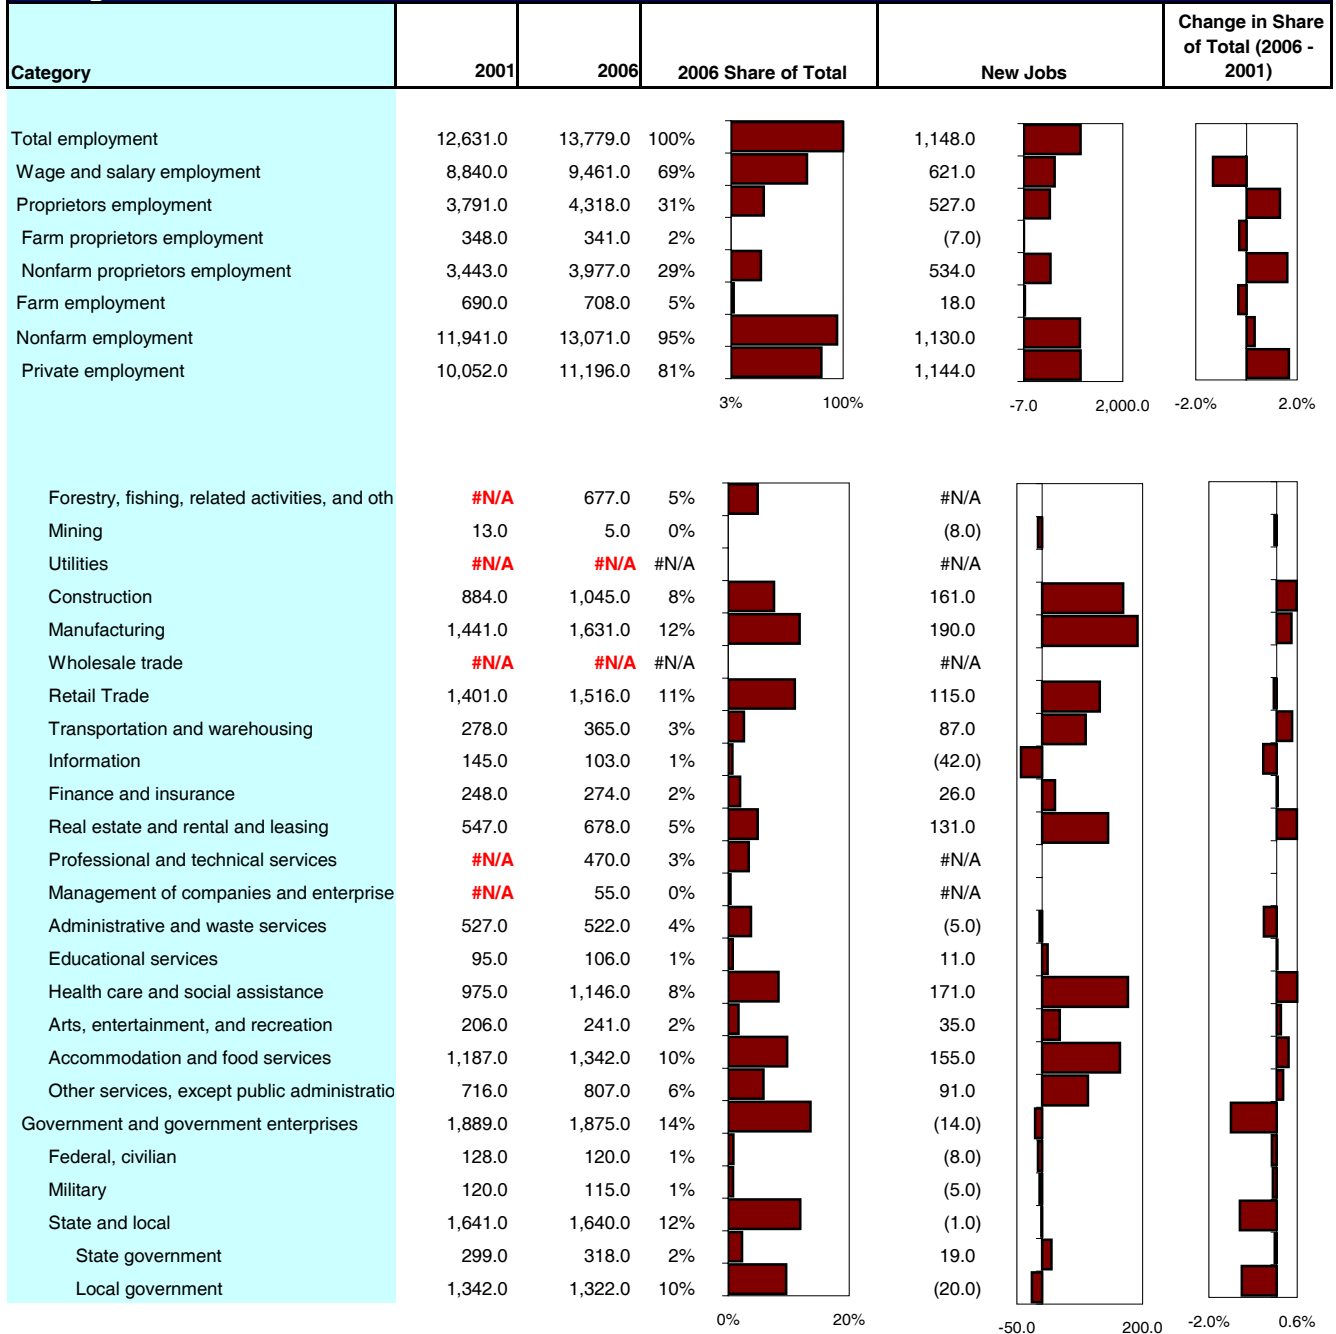 Change in Share
of Total (2006 -
Category 2001 2006 2006 Share of Total New Jobs 2001)
Total employment 12,631.0 13,779.0 100% 1,148.0
Wage and salary employment 8,840.0 9,461.0 69% 621.0
Proprietors employment 3,791.0 4,318.0 31% 527.0
Farm proprietors employment 348.0 341.0 2% (7.0)
Nonfarm proprietors employment 3,443.0 3,977.0 29% 534.0
Farm employment 690.0 708.0 5% 18.0
Nonfarm employment 11,941.0 13,071.0 95% 1,130.0
Private employment 10,052.0 11,196.0 81% 1,144.0
3% 100% -7.0 2,000.0 -2.0% 2.0%
Forestry, fishing, related activities, and oth #N/A 677.0 5% #N/A
Mining 13.0 5.0 0% (8.0)
Utilities #N/A #N/A #N/A #N/A
Construction 884.0 1,045.0 8% 161.0
Manufacturing 1,441.0 1,631.0 12% 190.0
Wholesale trade #N/A #N/A #N/A #N/A
Retail Trade 1,401.0 1,516.0 11% 115.0
Transportation and warehousing 278.0 365.0 3% 87.0
Information 145.0 103.0 1% (42.0)
Finance and insurance 248.0 274.0 2% 26.0
Real estate and rental and leasing 547.0 678.0 5% 131.0
Professional and technical services #N/A 470.0 3% #N/A
Management of companies and enterprise #N/A 55.0 0% #N/A
Administrative and waste services 527.0 522.0 4% (5.0)
Educational services 95.0 106.0 1% 11.0
Health care and social assistance 975.0 1,146.0 8% 171.0
Arts, entertainment, and recreation 206.0 241.0 2% 35.0
Accommodation and food services 1,187.0 1,342.0 10% 155.0
Other services, except public administratio 716.0 807.0 6% 91.0
Government and government enterprises 1,889.0 1,875.0 14% (14.0)
Federal, civilian 128.0 120.0 1% (8.0)
Military 120.0 115.0 1% (5.0)
State and local 1,641.0 1,640.0 12% (1.0)
State government 299.0 318.0 2% 19.0
Local government 1,342.0 1,322.0 10% (20.0)
0% 20% -50.0 200.0 -2.0% 0.6%